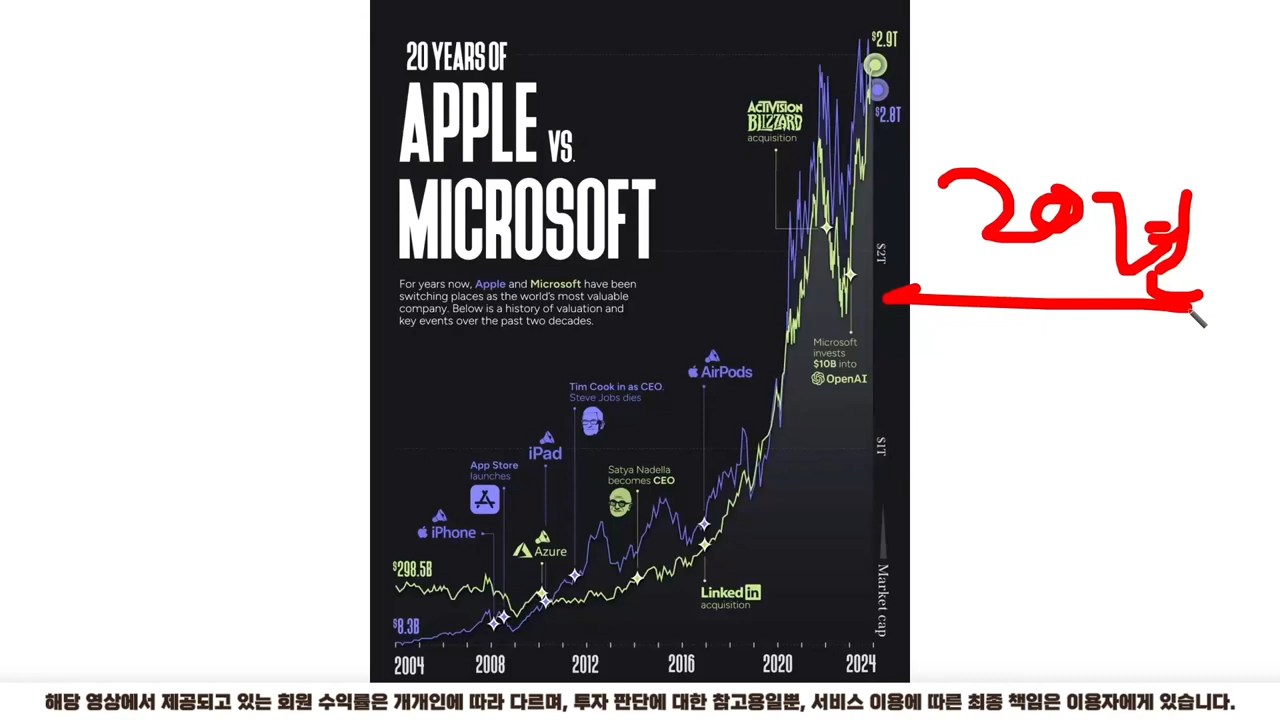 20 YEARS OF
APPLE VS.
MICROSOFT
For years now, Apple and Microsoft have been
switching places as the world's most valuable
company. Below is a history of valuation and
key events over the past two decades.
$2.9T
$2.8T
ACTIVISION
BLIZZARD
acquisition
20년
$2T
Microsoft
invests
$10B into
OpenAI
AirPods
Tim Cook in as CEO.
Steve Jobs dies
$1T
iPad
App Store
launches
Satya Nadella
becomes CEO
iPhone
Azure
$298.5B
LinkedIn
acquisition
Market cap
$8.3B
2004 2008 2012 2016 2020 2024
해당 영상에서 제공되고 있는 회원 수익률은 개개인에 따라 다르며, 투자 판단에 대한 참고용일뿐, 서비스 이용에 따른 최종 책임은 이용자에게 있습니다.